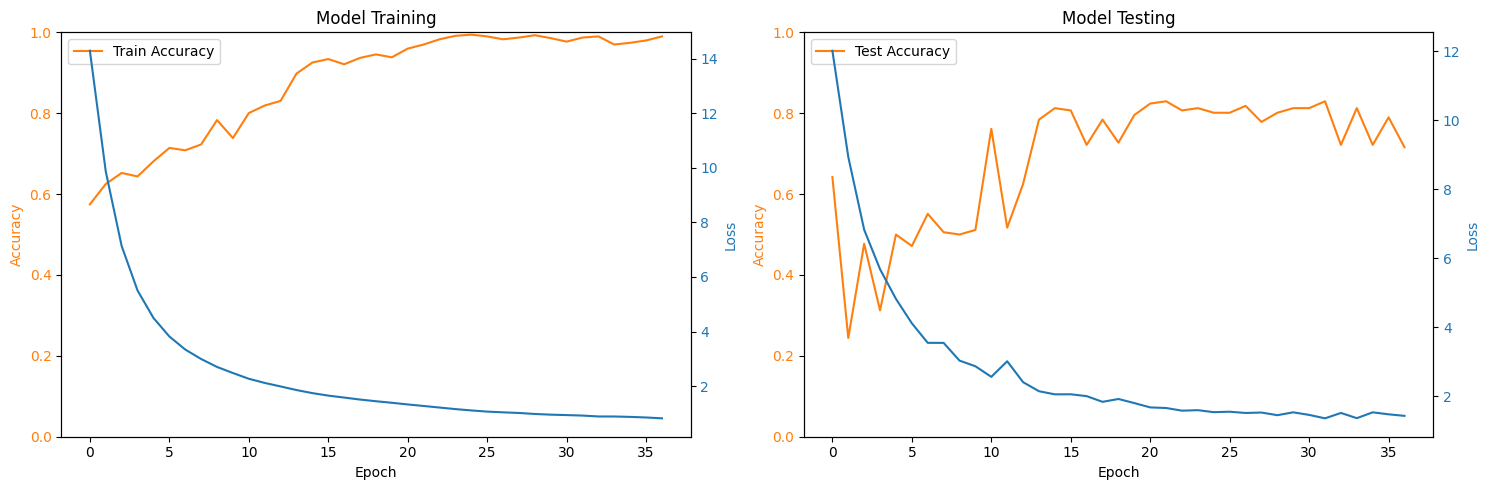 Model Training
Train Accuracy
Accuracy
1.0
0.8
0.6
0.4
0.2
0.0
14
12
10
8
6
4
2
Loss
0 5 10 15 20 25 30 35
Epoch
Model Testing
Test Accuracy
Accuracy
1.0
0.8
0.6
0.4
0.2
0.0
12
10
8
6
4
2
Loss
0 5 10 15 20 25 30 35
Epoch